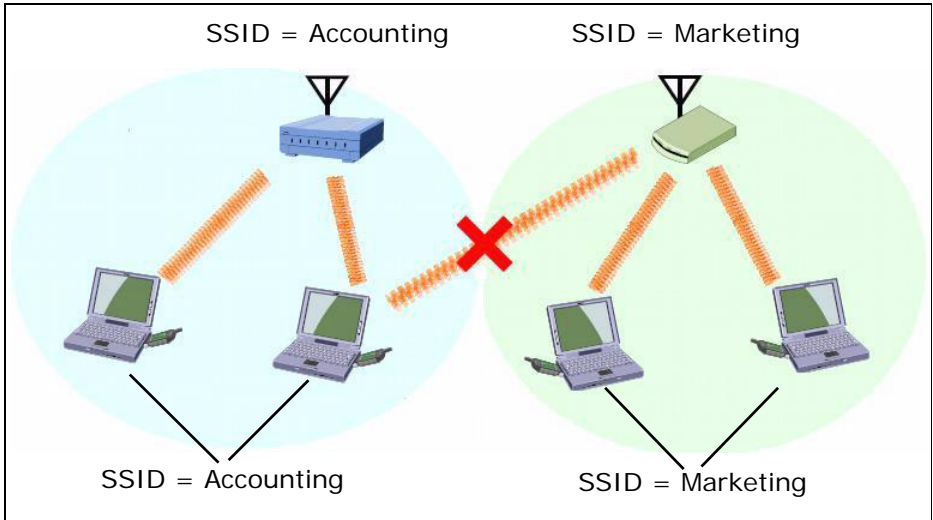 SSID = Accounting
SSID = Marketing
SSID = Accounting
SSID = Marketing